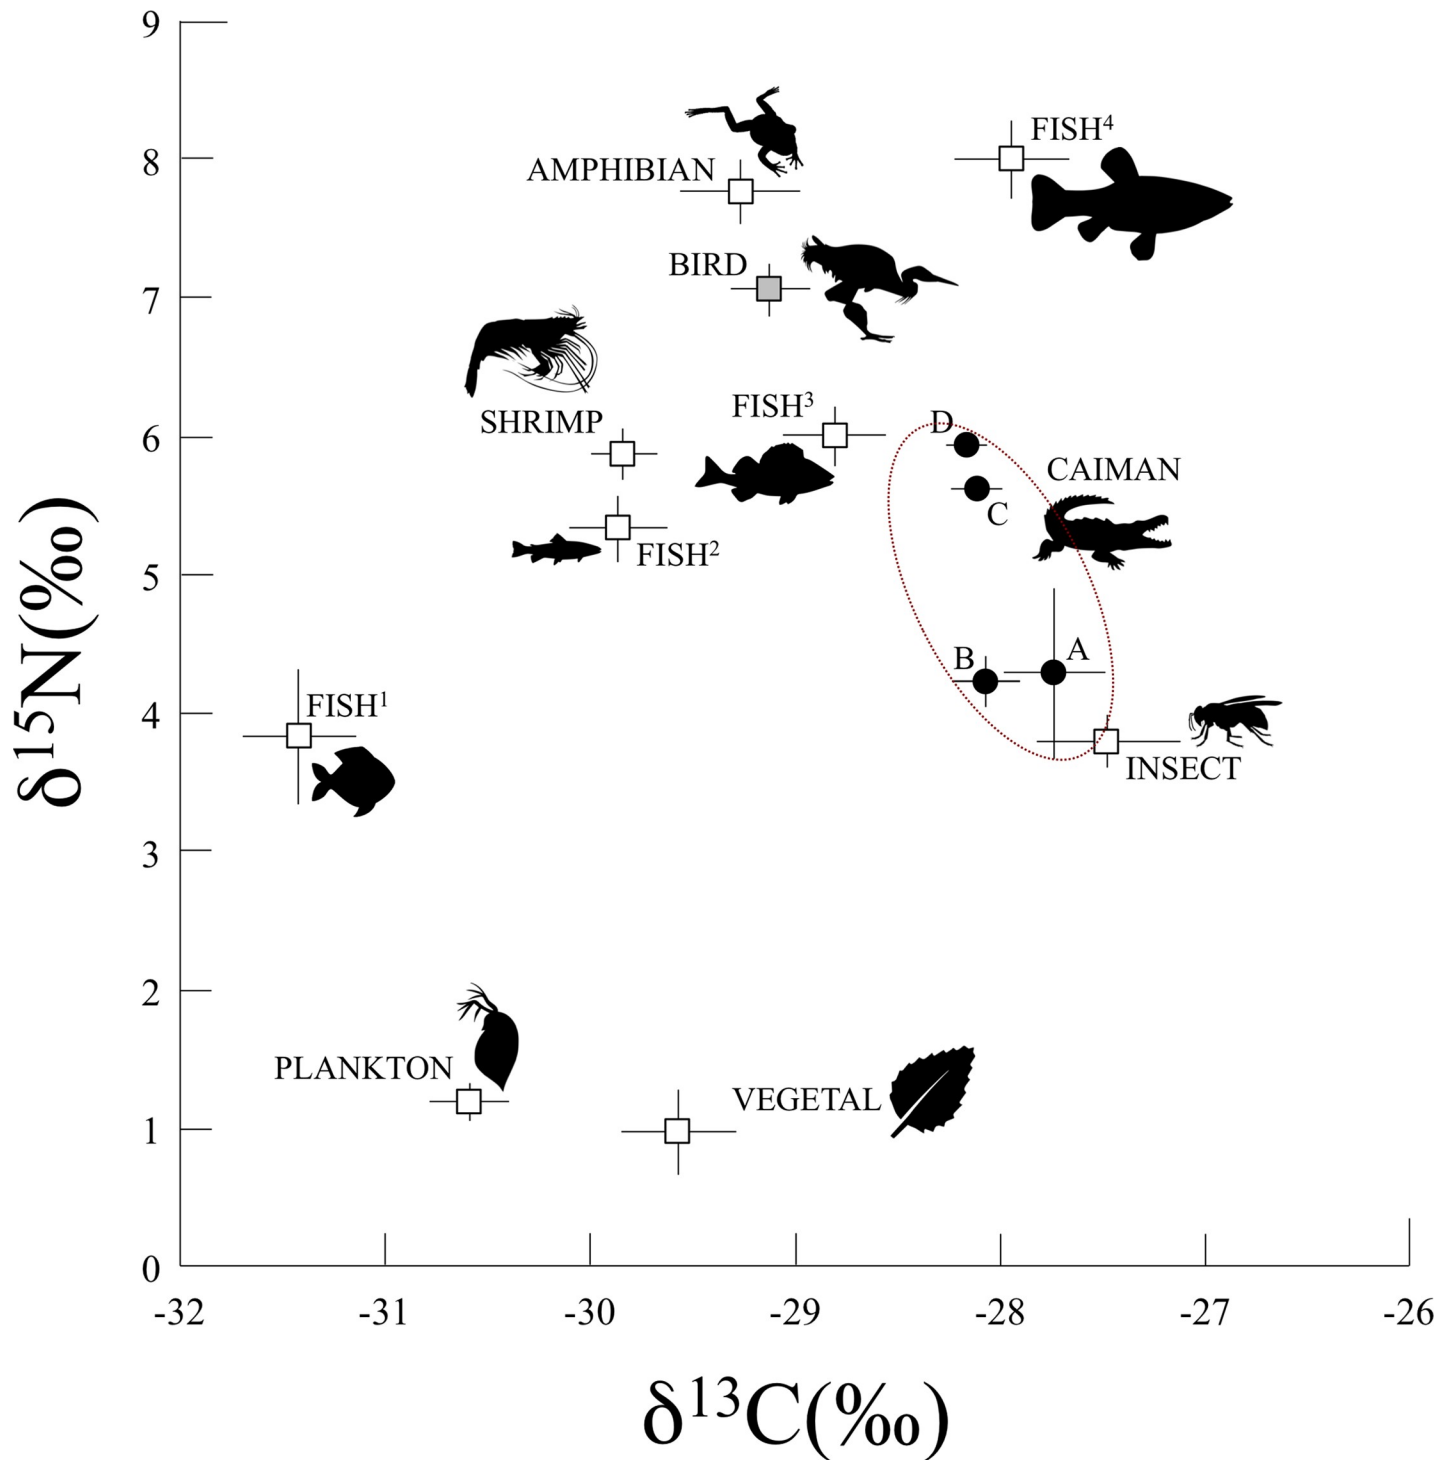 9
8
7
6
5
4
3
2
1
0
δ¹⁵N(‰)
FISH⁴
AMPHIBIAN
BIRD
FISH³
SHRIMP
D
CAIMAN
C
FISH²
A
B
FISH¹
INSECT
PLANKTON
VEGETAL
-32 -31 -30 -29 -28 -27 -26
δ¹³C(‰)